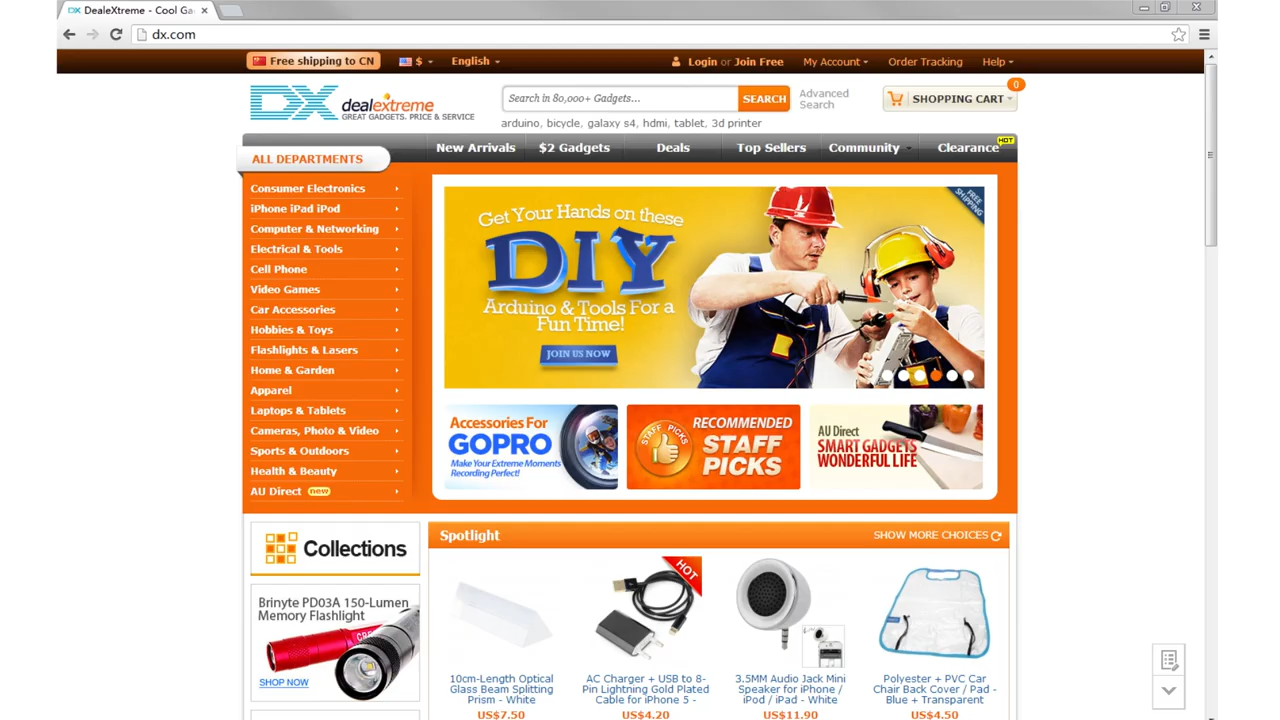 DX DealeXtreme - Cool Ga
dx.com
Free shipping to CN
$
English
Login or Join Free
My Account
Order Tracking
Help
DX dealextreme
GREAT GADGETS. PRICE & SERVICE
Search in 80,000+ Gadgets...
SEARCH
Advanced
Search
SHOPPING CART
0
arduino, bicycle, galaxy s4, hdmi, tablet, 3d printer
ALL DEPARTMENTS
New Arrivals
$2 Gadgets
Deals
Top Sellers
Community
Clearance
HOT
Consumer Electronics
iPhone iPad iPod
Computer & Networking
Electrical & Tools
Cell Phone
Video Games
Car Accessories
Hobbies & Toys
Flashlights & Lasers
Home & Garden
Apparel
Laptops & Tablets
Cameras, Photo & Video
Sports & Outdoors
Health & Beauty
AU Direct new
Get Your Hands on these
DIY
Arduino & Tools For a
Fun Time!
JOIN US NOW
FREE
SHIPPING
Accessories For
GOPRO
Make Your Extreme Moments
Recording Perfect!
STAFF PICKS
RECOMMENDED
STAFF
PICKS
AU Direct
SMART GADGETS
WONDERFUL LIFE
Collections
Brinyte PD03A 150-Lumen
Memory Flashlight
SHOP NOW
Spotlight
SHOW MORE CHOICES
HOT
10cm-Length Optical
Glass Beam Splitting
Prism - White
US$7.50
AC Charger + USB to 8-
Pin Lightning Gold Plated
Cable for iPhone 5 -
US$4.20
3.5MM Audio Jack Mini
Speaker for iPhone /
iPod / iPad - White
US$11.90
Polyester + PVC Car
Chair Back Cover / Pad -
Blue + Transparent
US$4.50